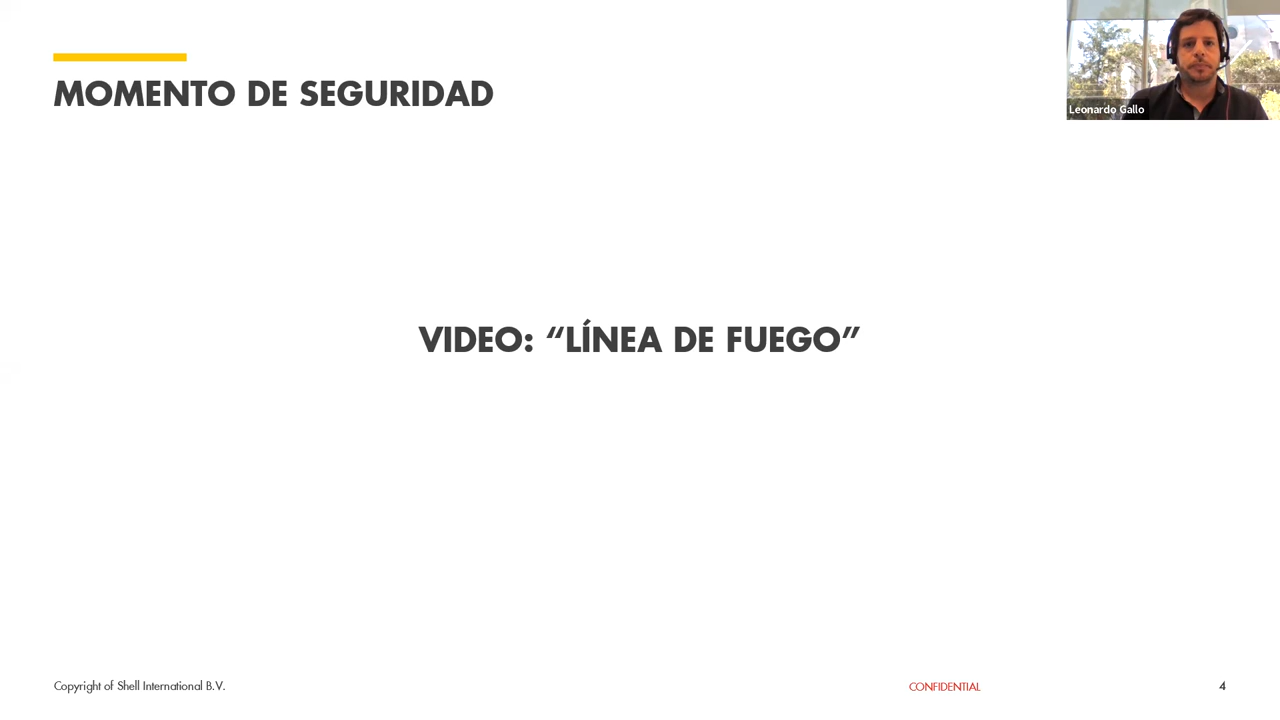 MOMENTO DE SEGURIDAD
Leonardo Gallo
VIDEO: “LÍNEA DE FUEGO”
Copyright of Shell International B.V.
CONFIDENTIAL
4